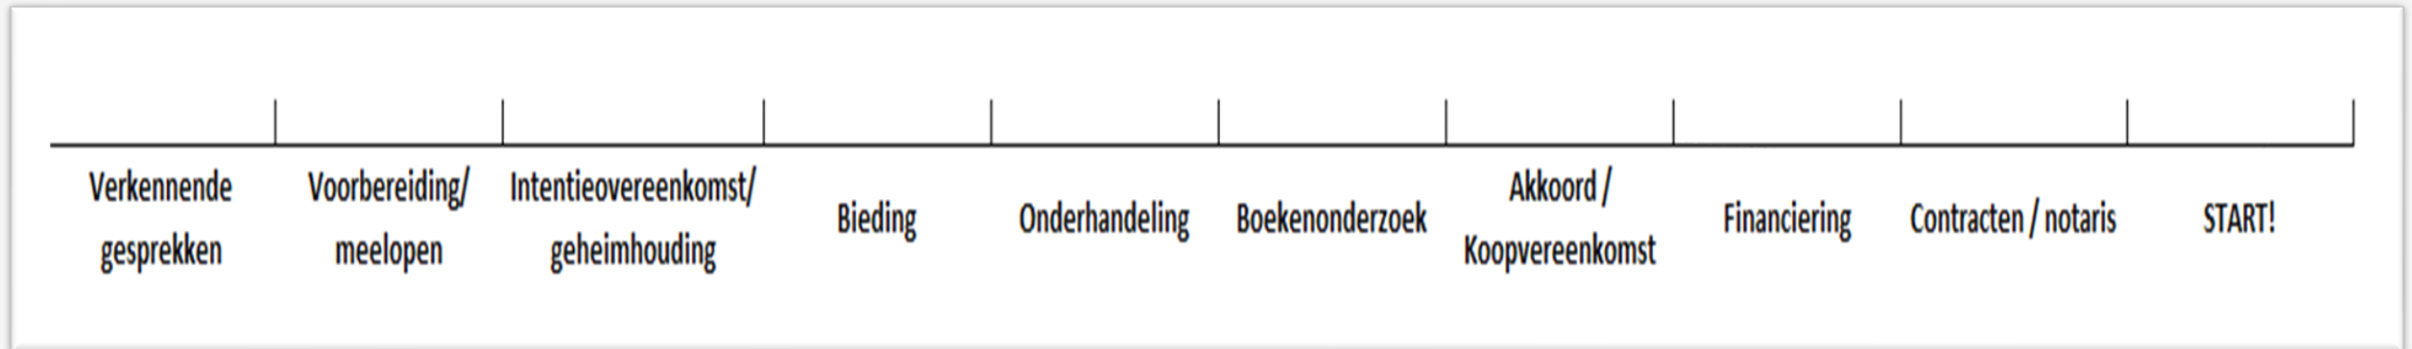 Verkennende
gesprekken
Voorbereiding/
meelopen
Intentieovereenkomst/
geheimhouding
Bieding
Onderhandeling
Boekenonderzoek
Akkoord /
Koopvereenkomst
Financiering
Contracten / notaris
START!